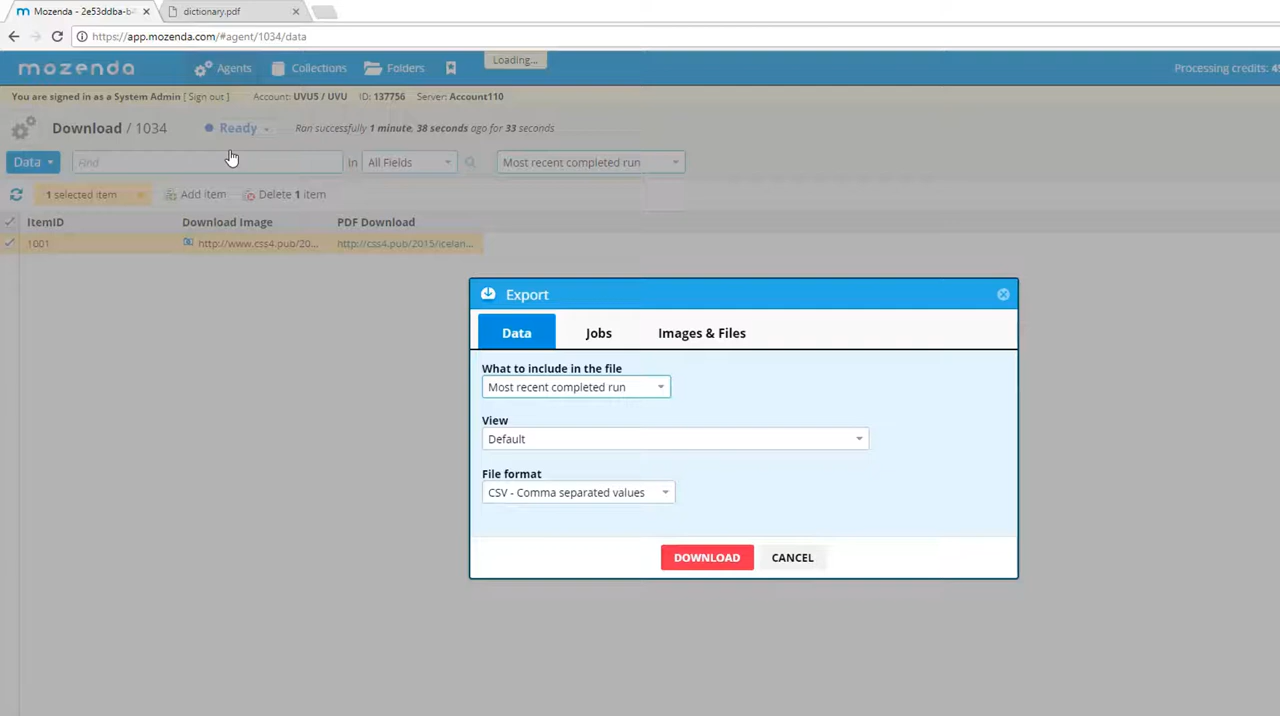 Mozenda - 2e53ddba-b
dictionary.pdf
https://app.mozenda.com/#agent/1034/data
mozenda
Agents
Collections
Folders
Loading...
Processing credits: 45
You are signed in as a System Admin [ Sign out ]
Account: UVU5 / UVU
ID: 137756
Server: Account110
Download / 1034
Ready
Ran successfully 1 minute, 38 seconds ago for 33 seconds
Data
Find
In
All Fields
Most recent completed run
1 selected item
Add item
Delete 1 item
ItemID
Download Image
PDF Download
1001
http://www.css4.pub/20...
http://css4.pub/2015/icelan...
Export
Data
Jobs
Images & Files
What to include in the file
Most recent completed run
View
Default
File format
CSV - Comma separated values
DOWNLOAD
CANCEL